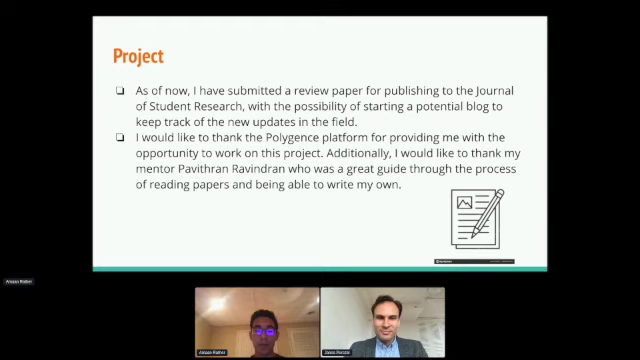 Project
❏ As of now, I have submitted a review paper for publishing to the Journal
of Student Research, with the possibility of starting a potential blog to
keep track of the new updates in the field.
❏ I would like to thank the Polygence platform for providing me with the
opportunity to work on this project. Additionally, I would like to thank my
mentor Pavithran Ravindran who was a great guide through the process
of reading papers and being able to write my own.